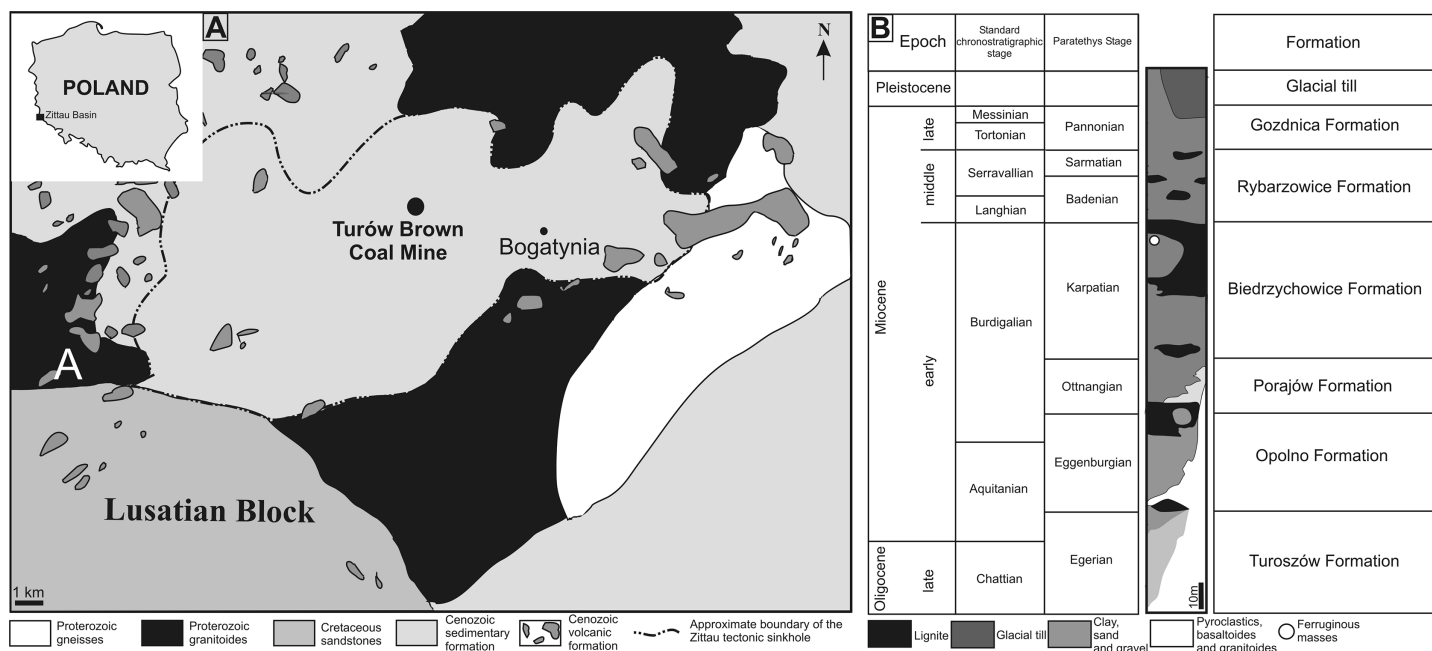 A
POLAND
Zittau Basin
N
Turów Brown
Coal Mine
Bogatynia
A
Lusatian Block
1 km
Proterozoic
gneisses
Proterozoic
granitoides
Cretaceous
sandstones
Cenozoic
sedimentary
formation
Cenozoic
volcanic
formation
Approximate boundary of the
Zittau tectonic sinkhole
B
Epoch
Standard
chronostratigraphic
stage
Paratethys Stage
Formation
Pleistocene
Glacial till
Miocene
late
Messinian
Tortonian
Pannonian
Gozdnica Formation
middle
Serravallian
Langhian
Sarmatian
Badenian
Rybarzowice Formation
early
Burdigalian
Karpatian
Biedrzychowice Formation
Ottnangian
Porajów Formation
Aquitanian
Eggenburgian
Opolno Formation
Oligocene
late
Chattian
Egerian
Turoszów Formation
10m
Lignite
Glacial till
Clay,
sand
and gravel
Pyroclastics,
basaltoides
and granitoides
Ferruginous
masses